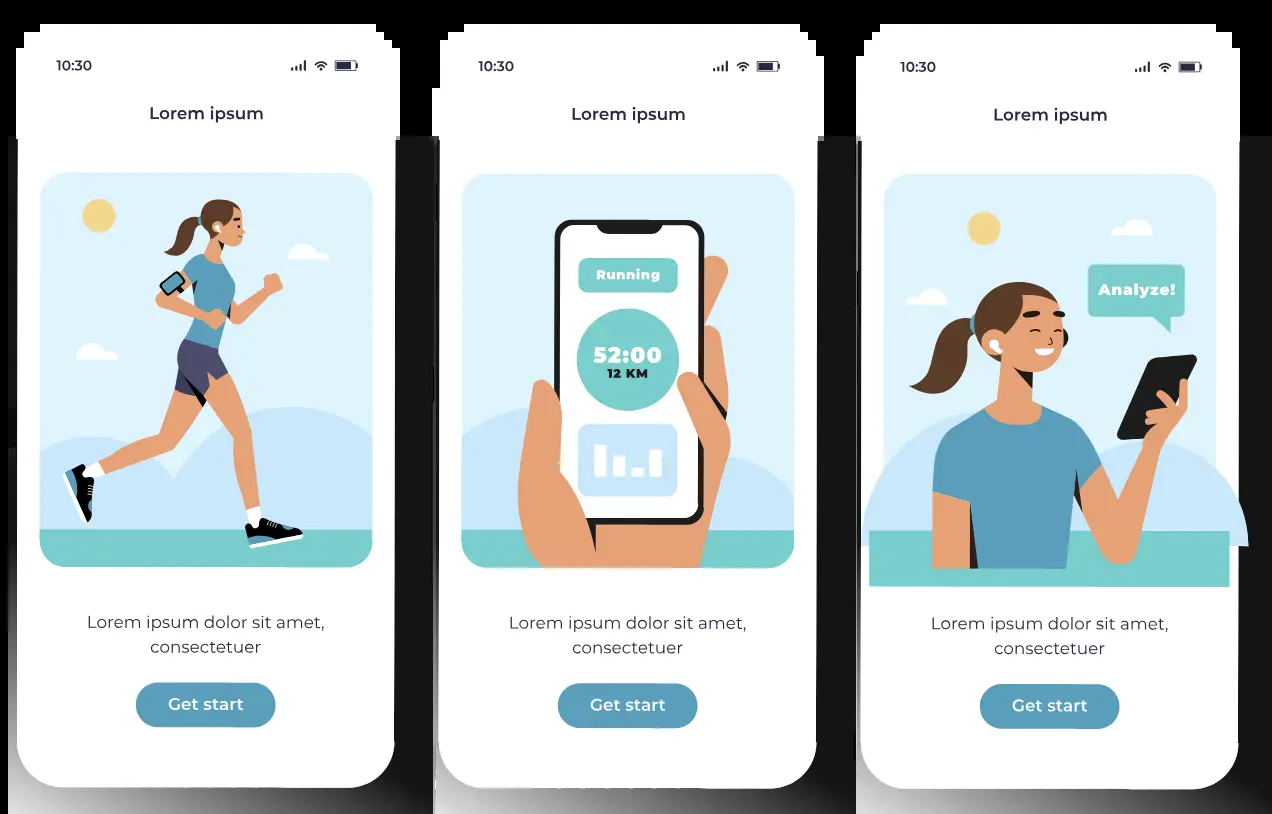 10:30
Lorem ipsum
Lorem ipsum dolor sit amet,
consectetuer
Get start
10:30
Lorem ipsum
Running
52:00
12 KM
Lorem ipsum dolor sit amet,
consectetuer
Get start
10:30
Lorem ipsum
Analyze!
Lorem ipsum dolor sit amet,
consectetuer
Get start